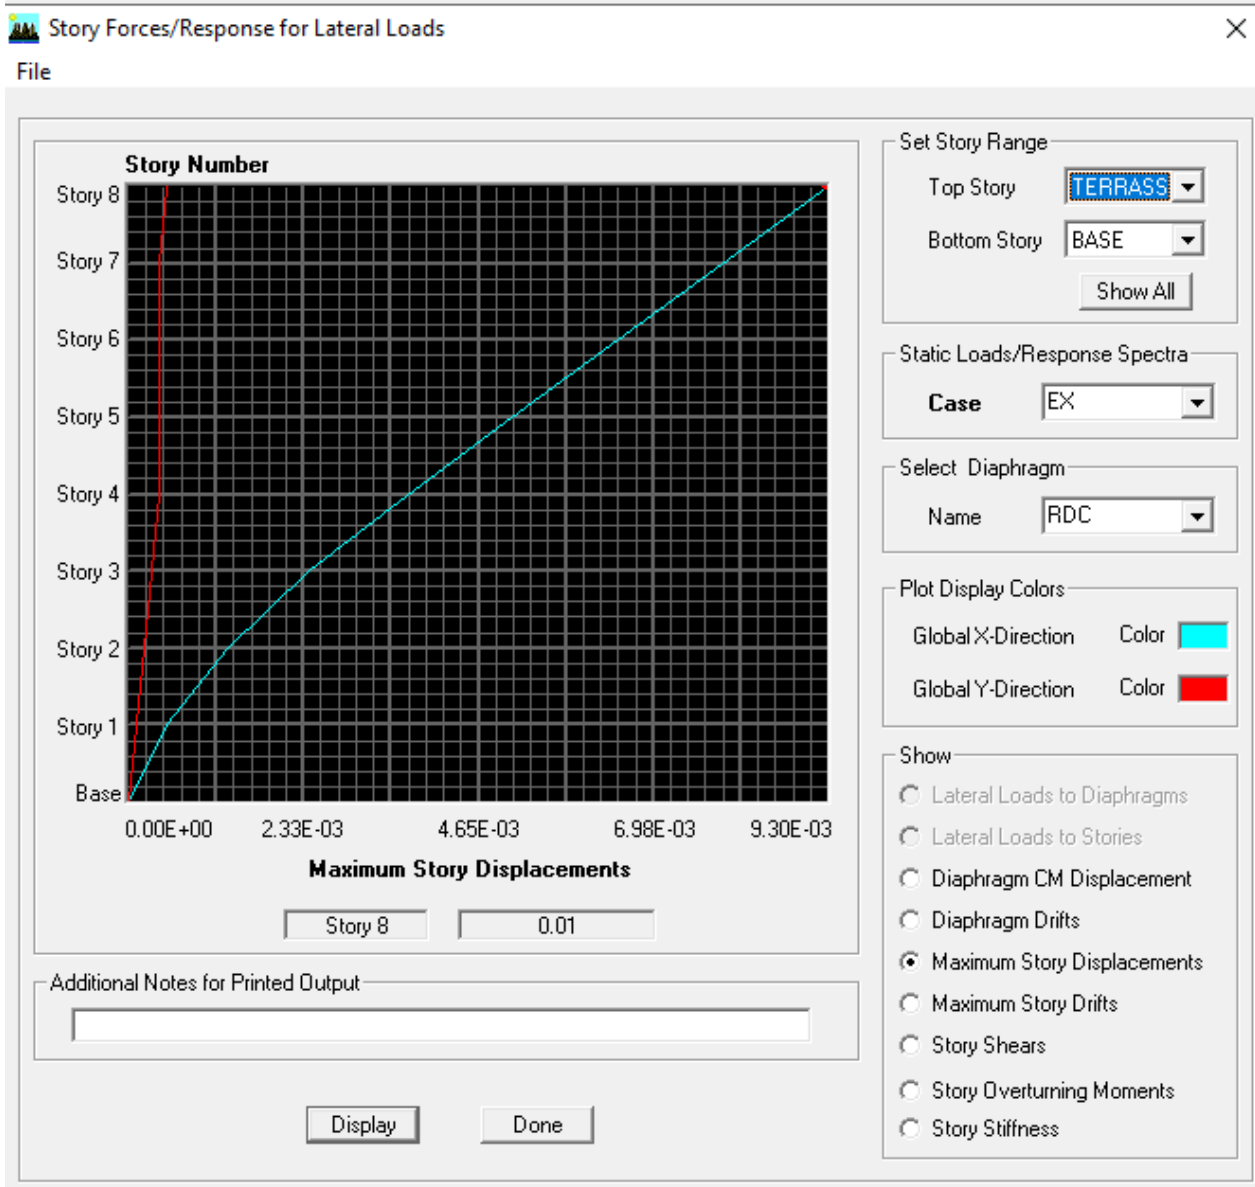 Story Forces/Response for Lateral Loads
File
Story Number
Story 8
Story 7
Story 6
Story 5
Story 4
Story 3
Story 2
Story 1
Base
0.00E+00 2.33E-03 4.65E-03 6.98E-03 9.30E-03
Maximum Story Displacements
Story 8 0.01
Additional Notes for Printed Output
Display Done
Set Story Range
Top Story TERRASS
Bottom Story BASE
Show All
Static Loads/Response Spectra
Case EX
Select Diaphragm
Name RDC
Plot Display Colors
Global X-Direction Color
Global Y-Direction Color
Show
Lateral Loads to Diaphragms
Lateral Loads to Stories
Diaphragm CM Displacement
Diaphragm Drifts
Maximum Story Displacements
Maximum Story Drifts
Story Shears
Story Overturning Moments
Story Stiffness